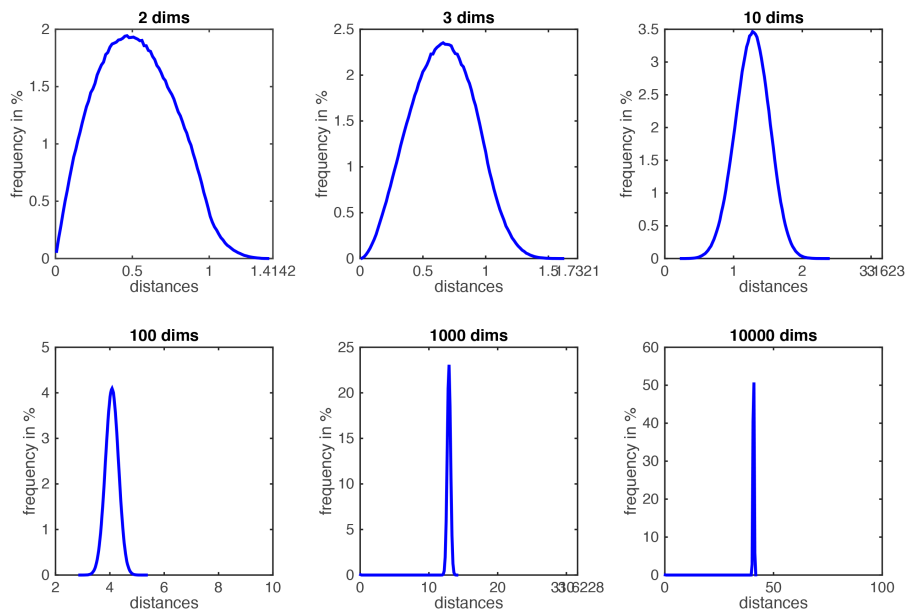 2 dims
2
1.5
1
0.5
0
frequency in %
0 0.5 1 1.4142
distances
3 dims
2.5
2
1.5
1
0.5
0
frequency in %
0 0.5 1 1.5 1.7321
distances
10 dims
3.5
3
2.5
2
1.5
1
0.5
0
frequency in %
0 1 2 3 3.1623
distances
100 dims
5
4
3
2
1
0
frequency in %
2 4 6 8 10
distances
1000 dims
25
20
15
10
5
0
frequency in %
0 10 20 30 31.6228
distances
10000 dims
60
50
40
30
20
10
0
frequency in %
0 50 100
distances